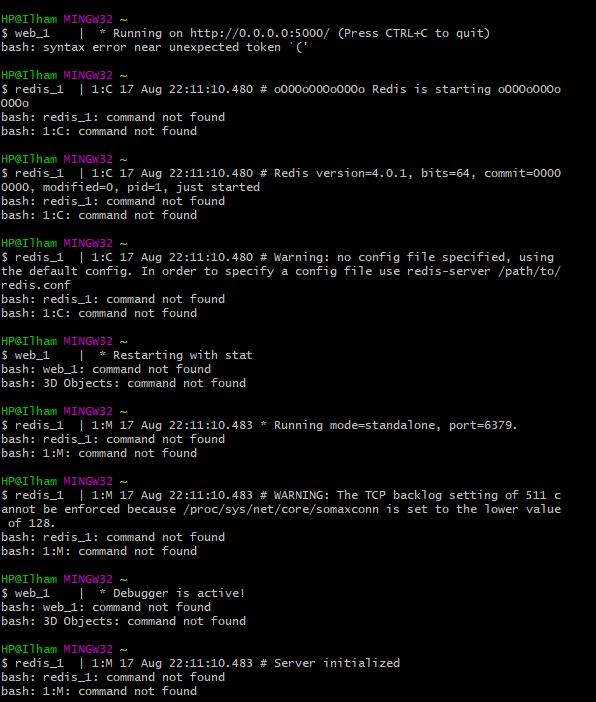 HP@Ilham MINGW32 ~
$ web_1    |  * Running on http://0.0.0.0:5000/ (Press CTRL+C to quit)
bash: syntax error near unexpected token `('
HP@Ilham MINGW32 ~
$ redis_1  | 1:C 17 Aug 22:11:10.480 # oO0OoO0OoO0Oo Redis is starting oO0OoO0Oo
O0Oo
bash: redis_1: command not found
bash: 1:C: command not found
HP@Ilham MINGW32 ~
$ redis_1  | 1:C 17 Aug 22:11:10.480 # Redis version=4.0.1, bits=64, commit=0000
0000, modified=0, pid=1, just started
bash: redis_1: command not found
bash: 1:C: command not found
HP@Ilham MINGW32 ~
$ redis_1  | 1:C 17 Aug 22:11:10.480 # Warning: no config file specified, using
the default config. In order to specify a config file use redis-server /path/to/
redis.conf
bash: redis_1: command not found
bash: 1:C: command not found
HP@Ilham MINGW32 ~
$ web_1    |  * Restarting with stat
bash: web_1: command not found
bash: 3D Objects: command not found
HP@Ilham MINGW32 ~
$ redis_1  | 1:M 17 Aug 22:11:10.483 * Running mode=standalone, port=6379.
bash: redis_1: command not found
bash: 1:M: command not found
HP@Ilham MINGW32 ~
$ redis_1  | 1:M 17 Aug 22:11:10.483 # WARNING: The TCP backlog setting of 511 c
annot be enforced because /proc/sys/net/core/somaxconn is set to the lower value
 of 128.
bash: redis_1: command not found
bash: 1:M: command not found
HP@Ilham MINGW32 ~
$ web_1    |  * Debugger is active!
bash: web_1: command not found
bash: 3D Objects: command not found
HP@Ilham MINGW32 ~
$ redis_1  | 1:M 17 Aug 22:11:10.483 # Server initialized
bash: redis_1: command not found
bash: 1:M: command not found